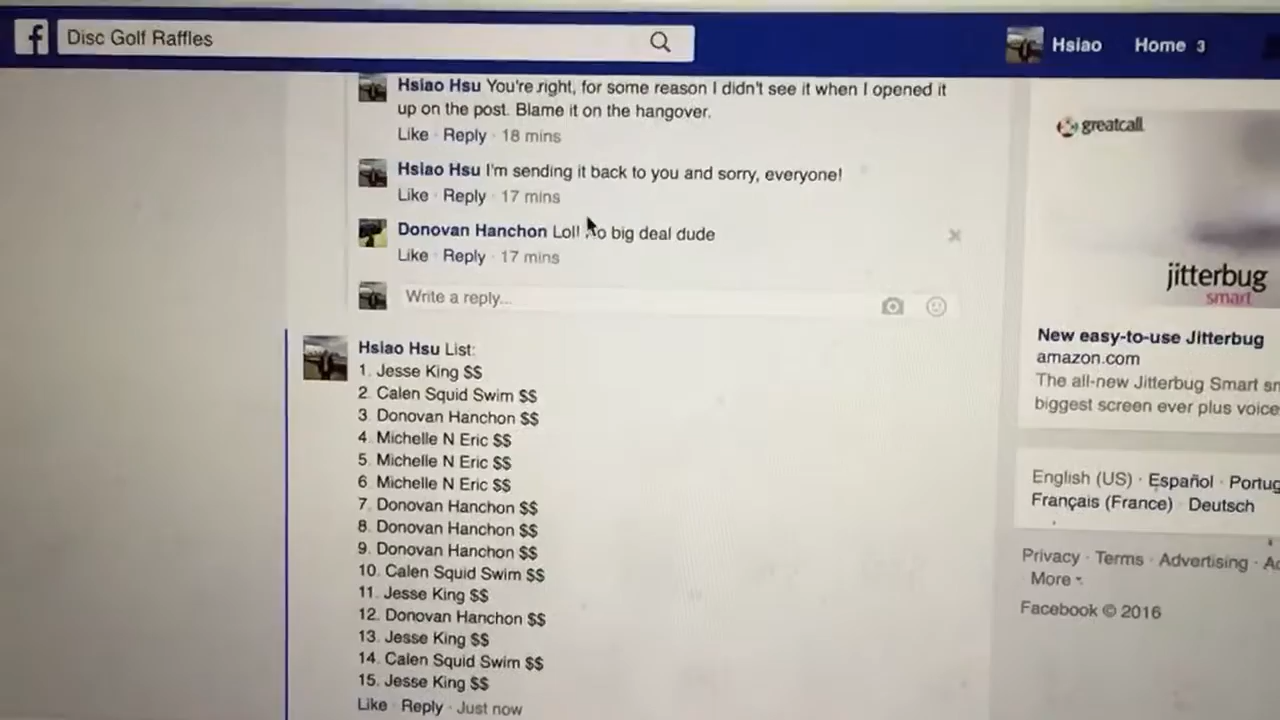 f Disc Golf Raffles
Hsiao Home 3
Hsiao Hsu You're right, for some reason I didn't see it when I opened it
up on the post. Blame it on the hangover.
Like · Reply · 18 mins
Hsiao Hsu I'm sending it back to you and sorry, everyone!
Like · Reply · 17 mins
Donovan Hanchon Lol! No big deal dude
Like · Reply · 17 mins
Write a reply...
Hsiao Hsu List:
1. Jesse King $$
2. Calen Squid Swim $$
3. Donovan Hanchon $$
4. Michelle N Eric $$
5. Michelle N Eric $$
6. Michelle N Eric $$
7. Donovan Hanchon $$
8. Donovan Hanchon $$
9. Donovan Hanchon $$
10. Calen Squid Swim $$
11. Jesse King $$
12. Donovan Hanchon $$
13. Jesse King $$
14. Calen Squid Swim $$
15. Jesse King $$
Like · Reply · Just now
greatcall
jitterbug
smart
New easy-to-use Jitterbug
amazon.com
The all-new Jitterbug Smart
biggest screen ever plus voice
English (US) · Español ·
Français (France) · Deutsch
Privacy · Terms · Advertising ·
More
Facebook © 2016